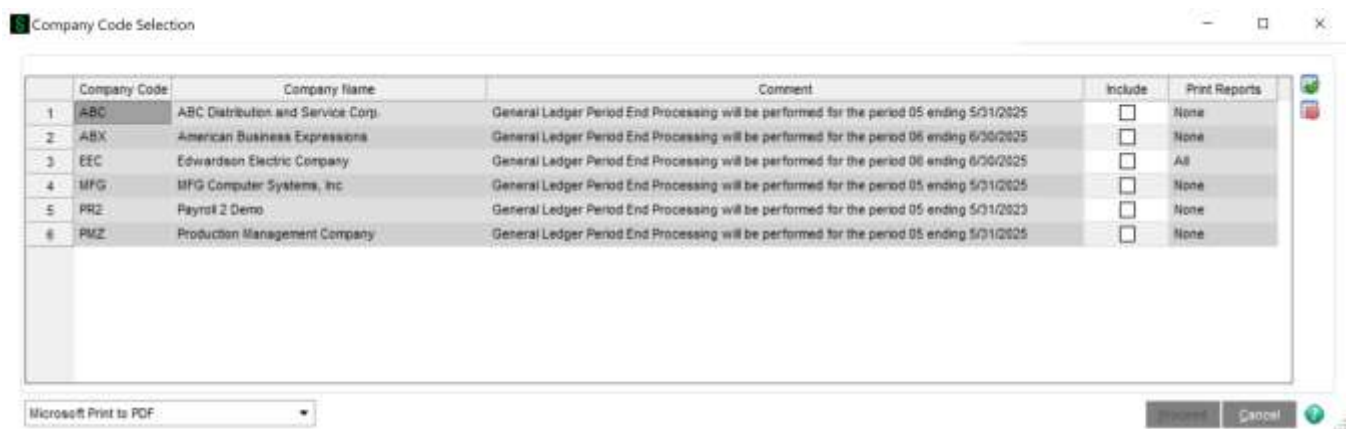 Company Code Selection
Company Code Company Name Comment Include Print Reports
1 ABC ABC Distribution and Service Corp. General Ledger Period End Processing will be performed for the period 05 ending 5/31/2025 None
2 ABX American Business Expressions General Ledger Period End Processing will be performed for the period 06 ending 6/30/2025 None
3 EEC Edwardson Electric Company General Ledger Period End Processing will be performed for the period 06 ending 6/30/2025 All
4 MFG MFG Computer Systems, Inc General Ledger Period End Processing will be performed for the period 05 ending 5/31/2025 None
5 PR2 Payroll 2 Demo General Ledger Period End Processing will be performed for the period 05 ending 5/31/2023 None
6 PMZ Production Management Company General Ledger Period End Processing will be performed for the period 05 ending 5/31/2025 None
Microsoft Print to PDF Proceed Cancel